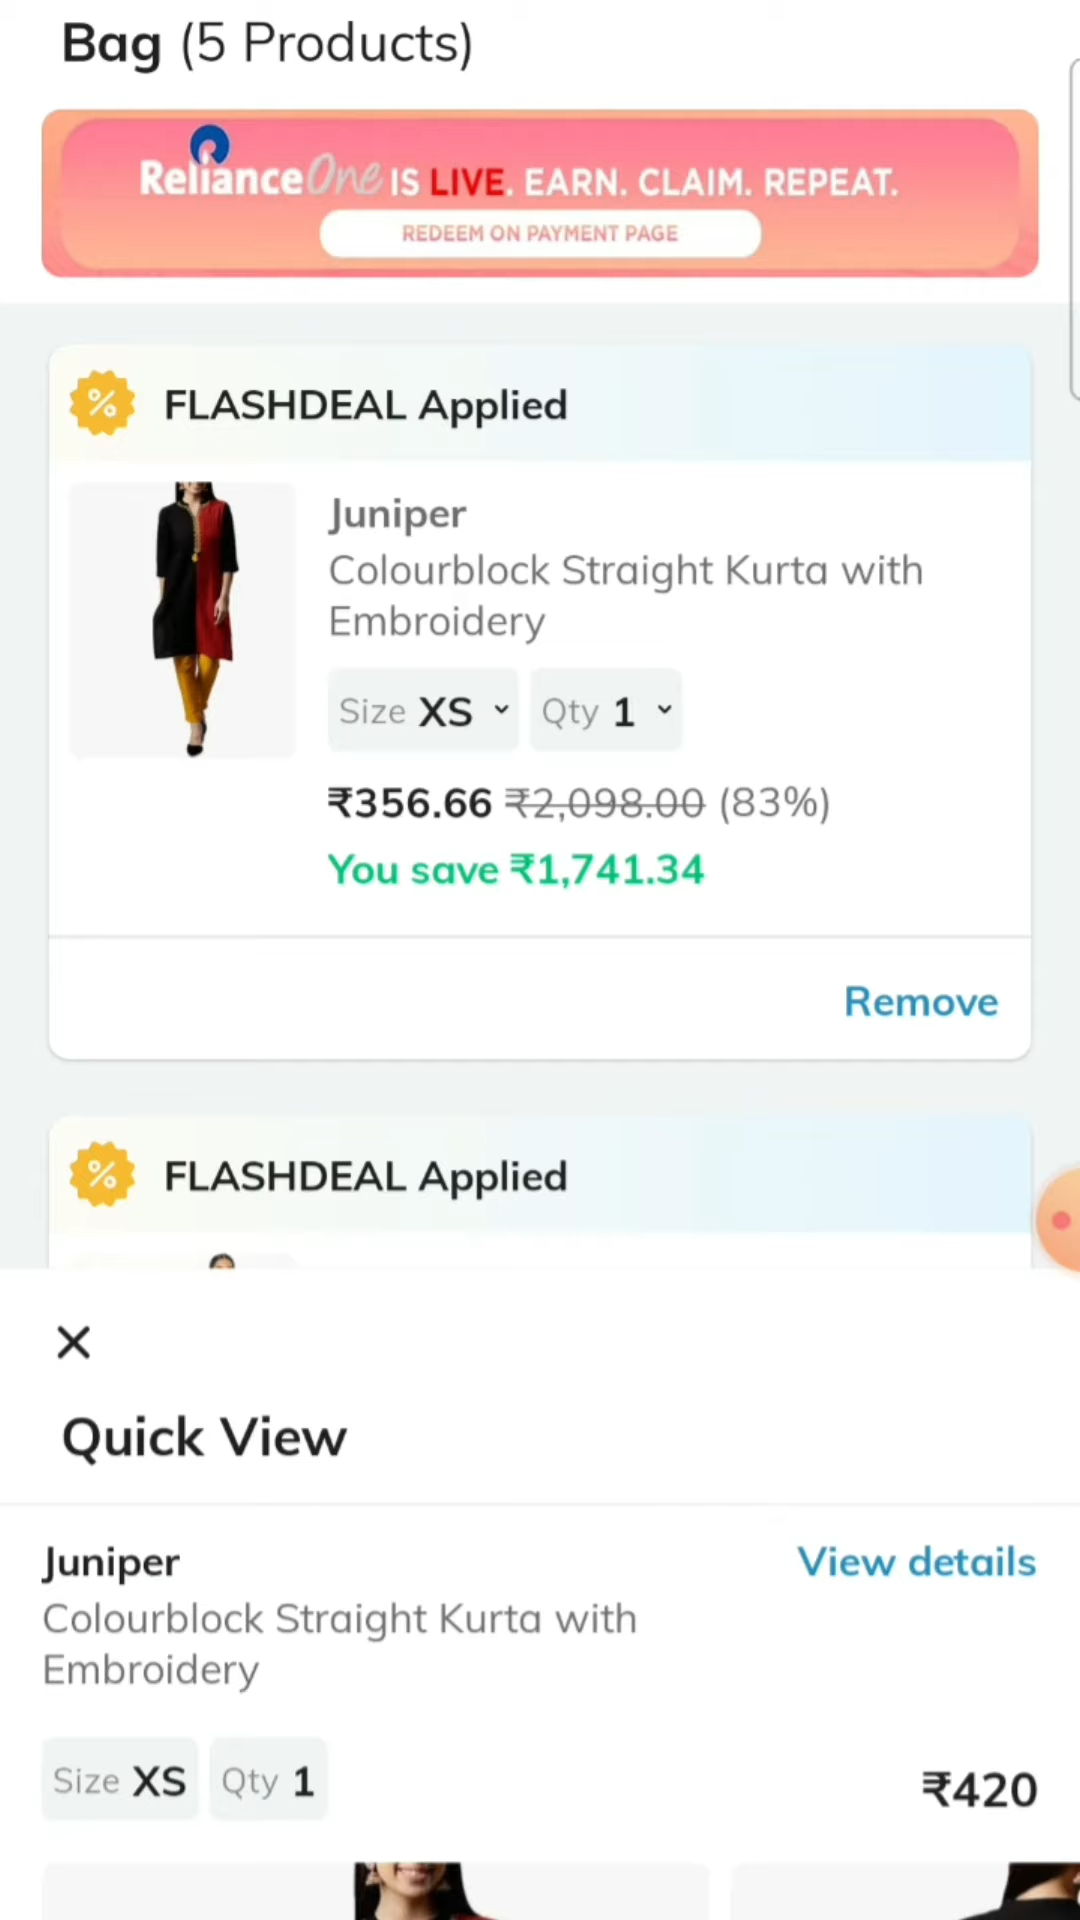 Bag (5 Products)
RelianceOne IS LIVE. EARN. CLAIM. REPEAT.
REDEEM ON PAYMENT PAGE
% FLASHDEAL Applied
Juniper
Colourblock Straight Kurta with
Embroidery
Size XS Qty 1
₹356.66 ₹2,098.00 (83%)
You save ₹1,741.34
Remove
% FLASHDEAL Applied
Quick View
Juniper View details
Colourblock Straight Kurta with
Embroidery
Size XS Qty 1 ₹420